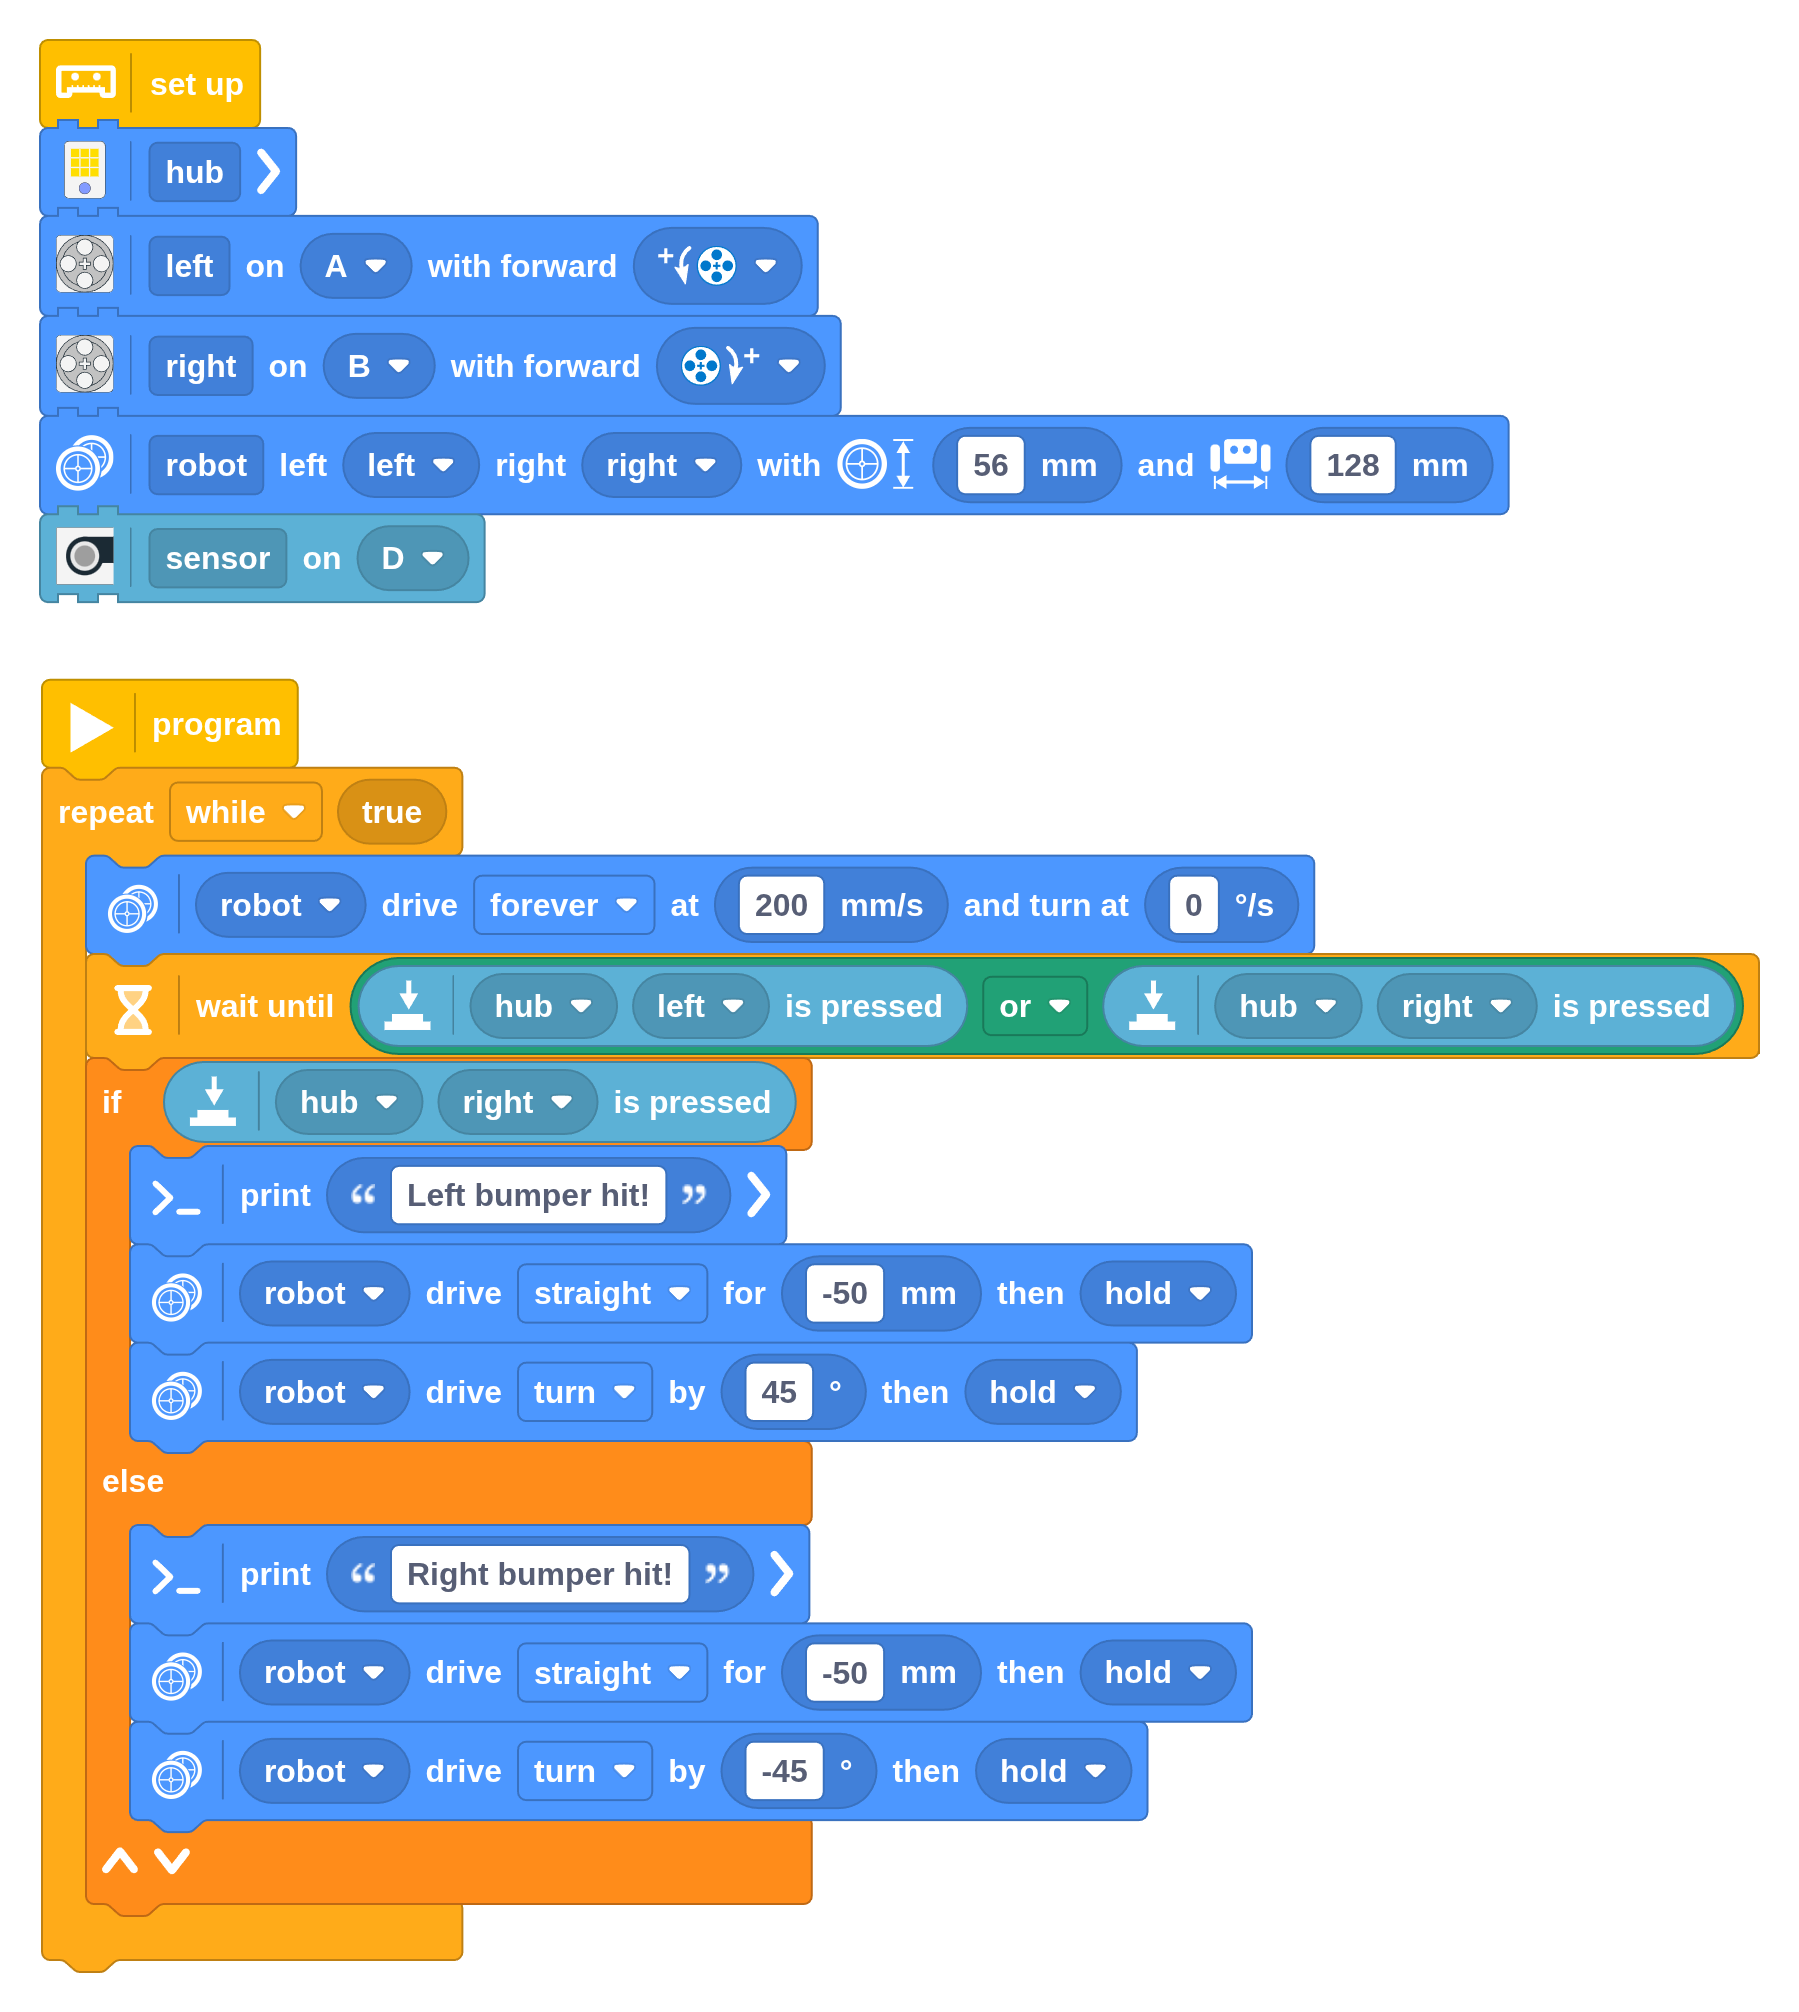 set up
hub
left on A with forward +
right on B with forward +
robot left left right right with 56 mm and 128 mm
sensor on D
program
repeat while true
robot drive forever at 200 mm/s and turn at 0 °/s
wait until hub left is pressed or hub right is pressed
if hub right is pressed
print “ Left bumper hit! ”
robot drive straight for -50 mm then hold
robot drive turn by 45 ° then hold
else
print “ Right bumper hit! ”
robot drive straight for -50 mm then hold
robot drive turn by -45 ° then hold